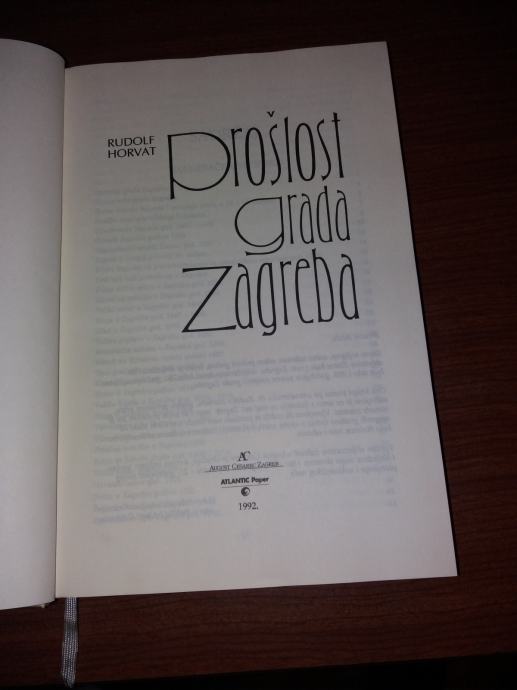 RUDOLF
HORVAT
Prošlost
grada
Zagreba
AC
AUGUST CESAREC ZAGREB
ATLANTIC Paper
1992.